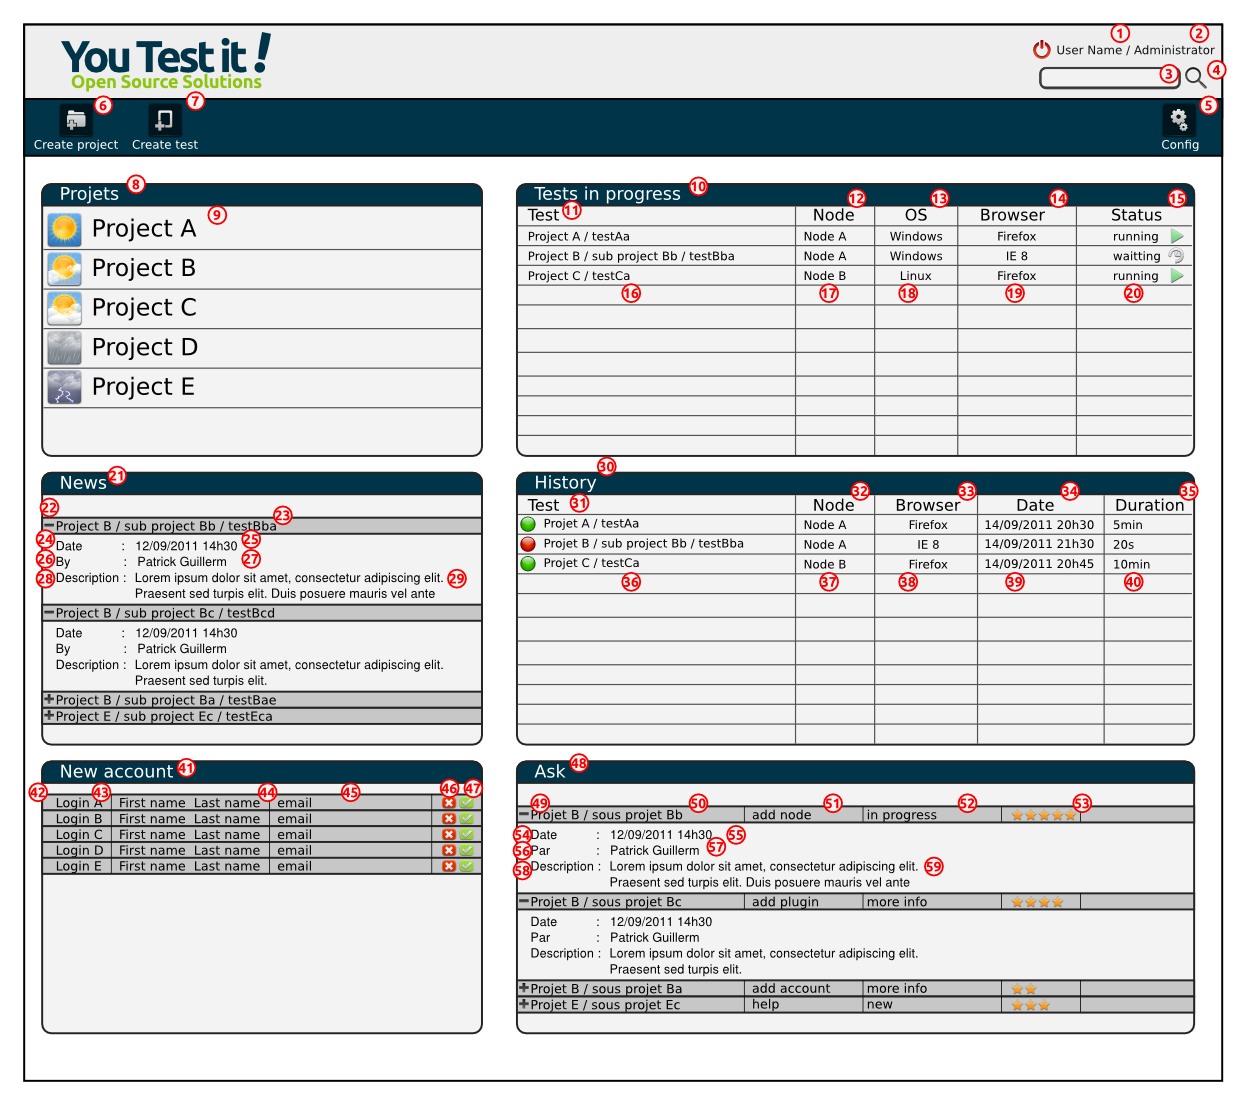 You Test it !
Open Source Solutions
1 2
User Name / Administrator
3 4
6 7 5
Create project Create test Config
Projets 8
9
Project A
Project B
Project C
Project D
Project E
Tests in progress 10
11 12 13 14 15
Test Node OS Browser Status
Project A / testAa Node A Windows Firefox running
Project B / sub project Bb / testBba Node A Windows IE 8 waitting
Project C / testCa Node B Linux Firefox running
16 17 18 19 20
News 21
22 23
Project B / sub project Bb / testBba
24 Date : 12/09/2011 14h30 25
26 By : Patrick Guillerm 27
28 Description : Lorem ipsum dolor sit amet, consectetur adipiscing elit. 29
Praesent sed turpis elit. Duis posuere mauris vel ante
Project B / sub project Bc / testBcd
Date : 12/09/2011 14h30
By : Patrick Guillerm
Description : Lorem ipsum dolor sit amet, consectetur adipiscing elit.
Praesent sed turpis elit.
Project B / sub project Ba / testBae
Project E / sub project Ec / testEca
30
History
31 32 33 34 35
Test Node Browser Date Duration
Projet A / testAa Node A Firefox 14/09/2011 20h30 5min
Projet B / sub project Bb / testBba Node A IE 8 14/09/2011 21h30 20s
Projet C / testCa Node B Firefox 14/09/2011 20h45 10min
36 37 38 39 40
New account 41
42 43 44 45 46 47
Login A First name Last name email
Login B First name Last name email
Login C First name Last name email
Login D First name Last name email
Login E First name Last name email
Ask 48
49 50 51 52 53
Projet B / sous projet Bb add node in progress
54 Date : 12/09/2011 14h30 55
56 Par : Patrick Guillerm 57
58 Description : Lorem ipsum dolor sit amet, consectetur adipiscing elit. 59
Praesent sed turpis elit. Duis posuere mauris vel ante
Projet B / sous projet Bc add plugin more info
Date : 12/09/2011 14h30
Par : Patrick Guillerm
Description : Lorem ipsum dolor sit amet, consectetur adipiscing elit.
Praesent sed turpis elit.
Projet B / sous projet Ba add account more info
Projet E / sous projet Ec help new